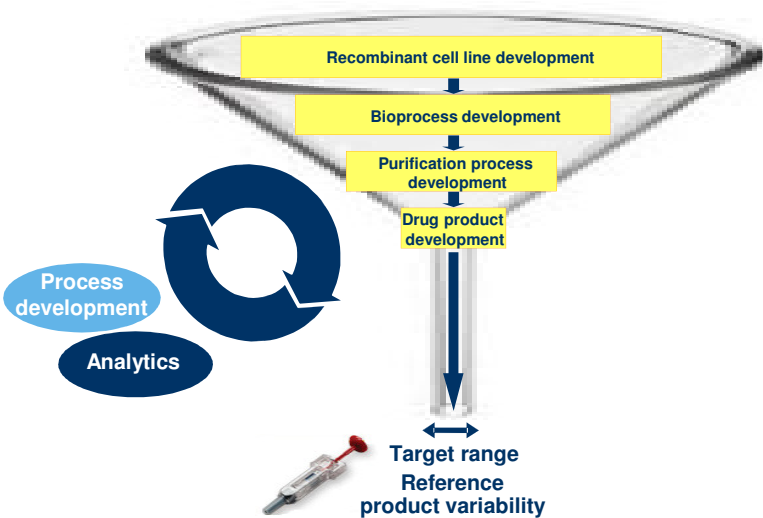 Recombinant cell line development
Bioprocess development
Purification process
development
Drug product
development
Process
development
Analytics
Target range
Reference
product variability